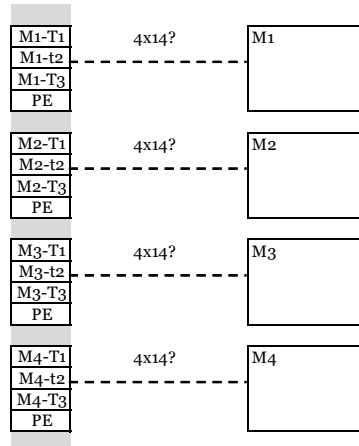 M1-T1
4x14?
M1
M1-t2
M1-T3
PE
M2-T1
4x14?
M2
M2-t2
M2-T3
PE
M3-T1
4x14?
M3
M3-t2
M3-T3
PE
M4-T1
4x14?
M4
M4-t2
M4-T3
PE